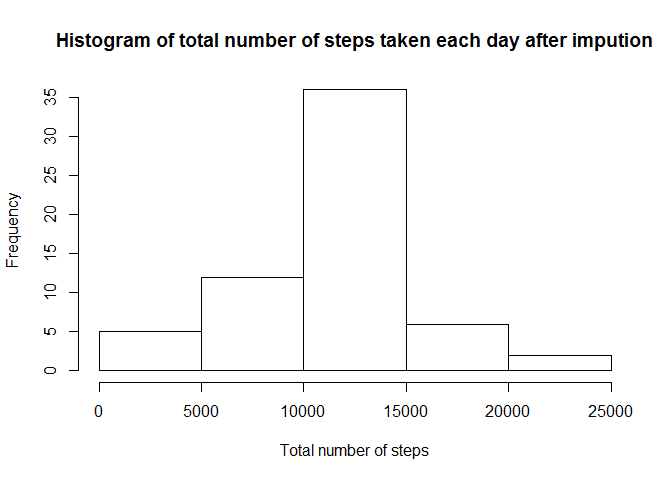 Histogram of total number of steps taken each day after impution
Frequency
35
30
25
20
15
10
5
0
0 5000 10000 15000 20000 25000
Total number of steps